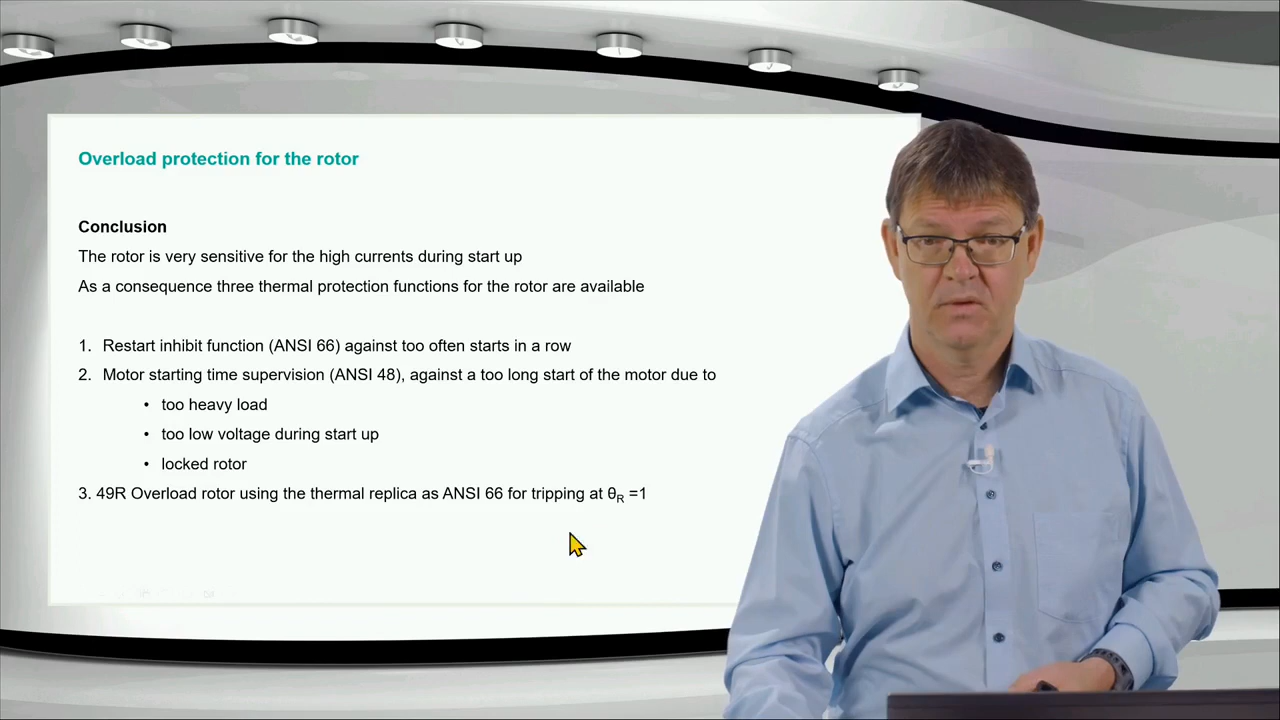 Overload protection for the rotor
Conclusion
The rotor is very sensitive for the high currents during start up
As a consequence three thermal protection functions for the rotor are available
1. Restart inhibit function (ANSI 66) against too often starts in a row
2. Motor starting time supervision (ANSI 48), against a too long start of the motor due to
• too heavy load
• too low voltage during start up
• locked rotor
3. 49R Overload rotor using the thermal replica as ANSI 66 for tripping at θR =1